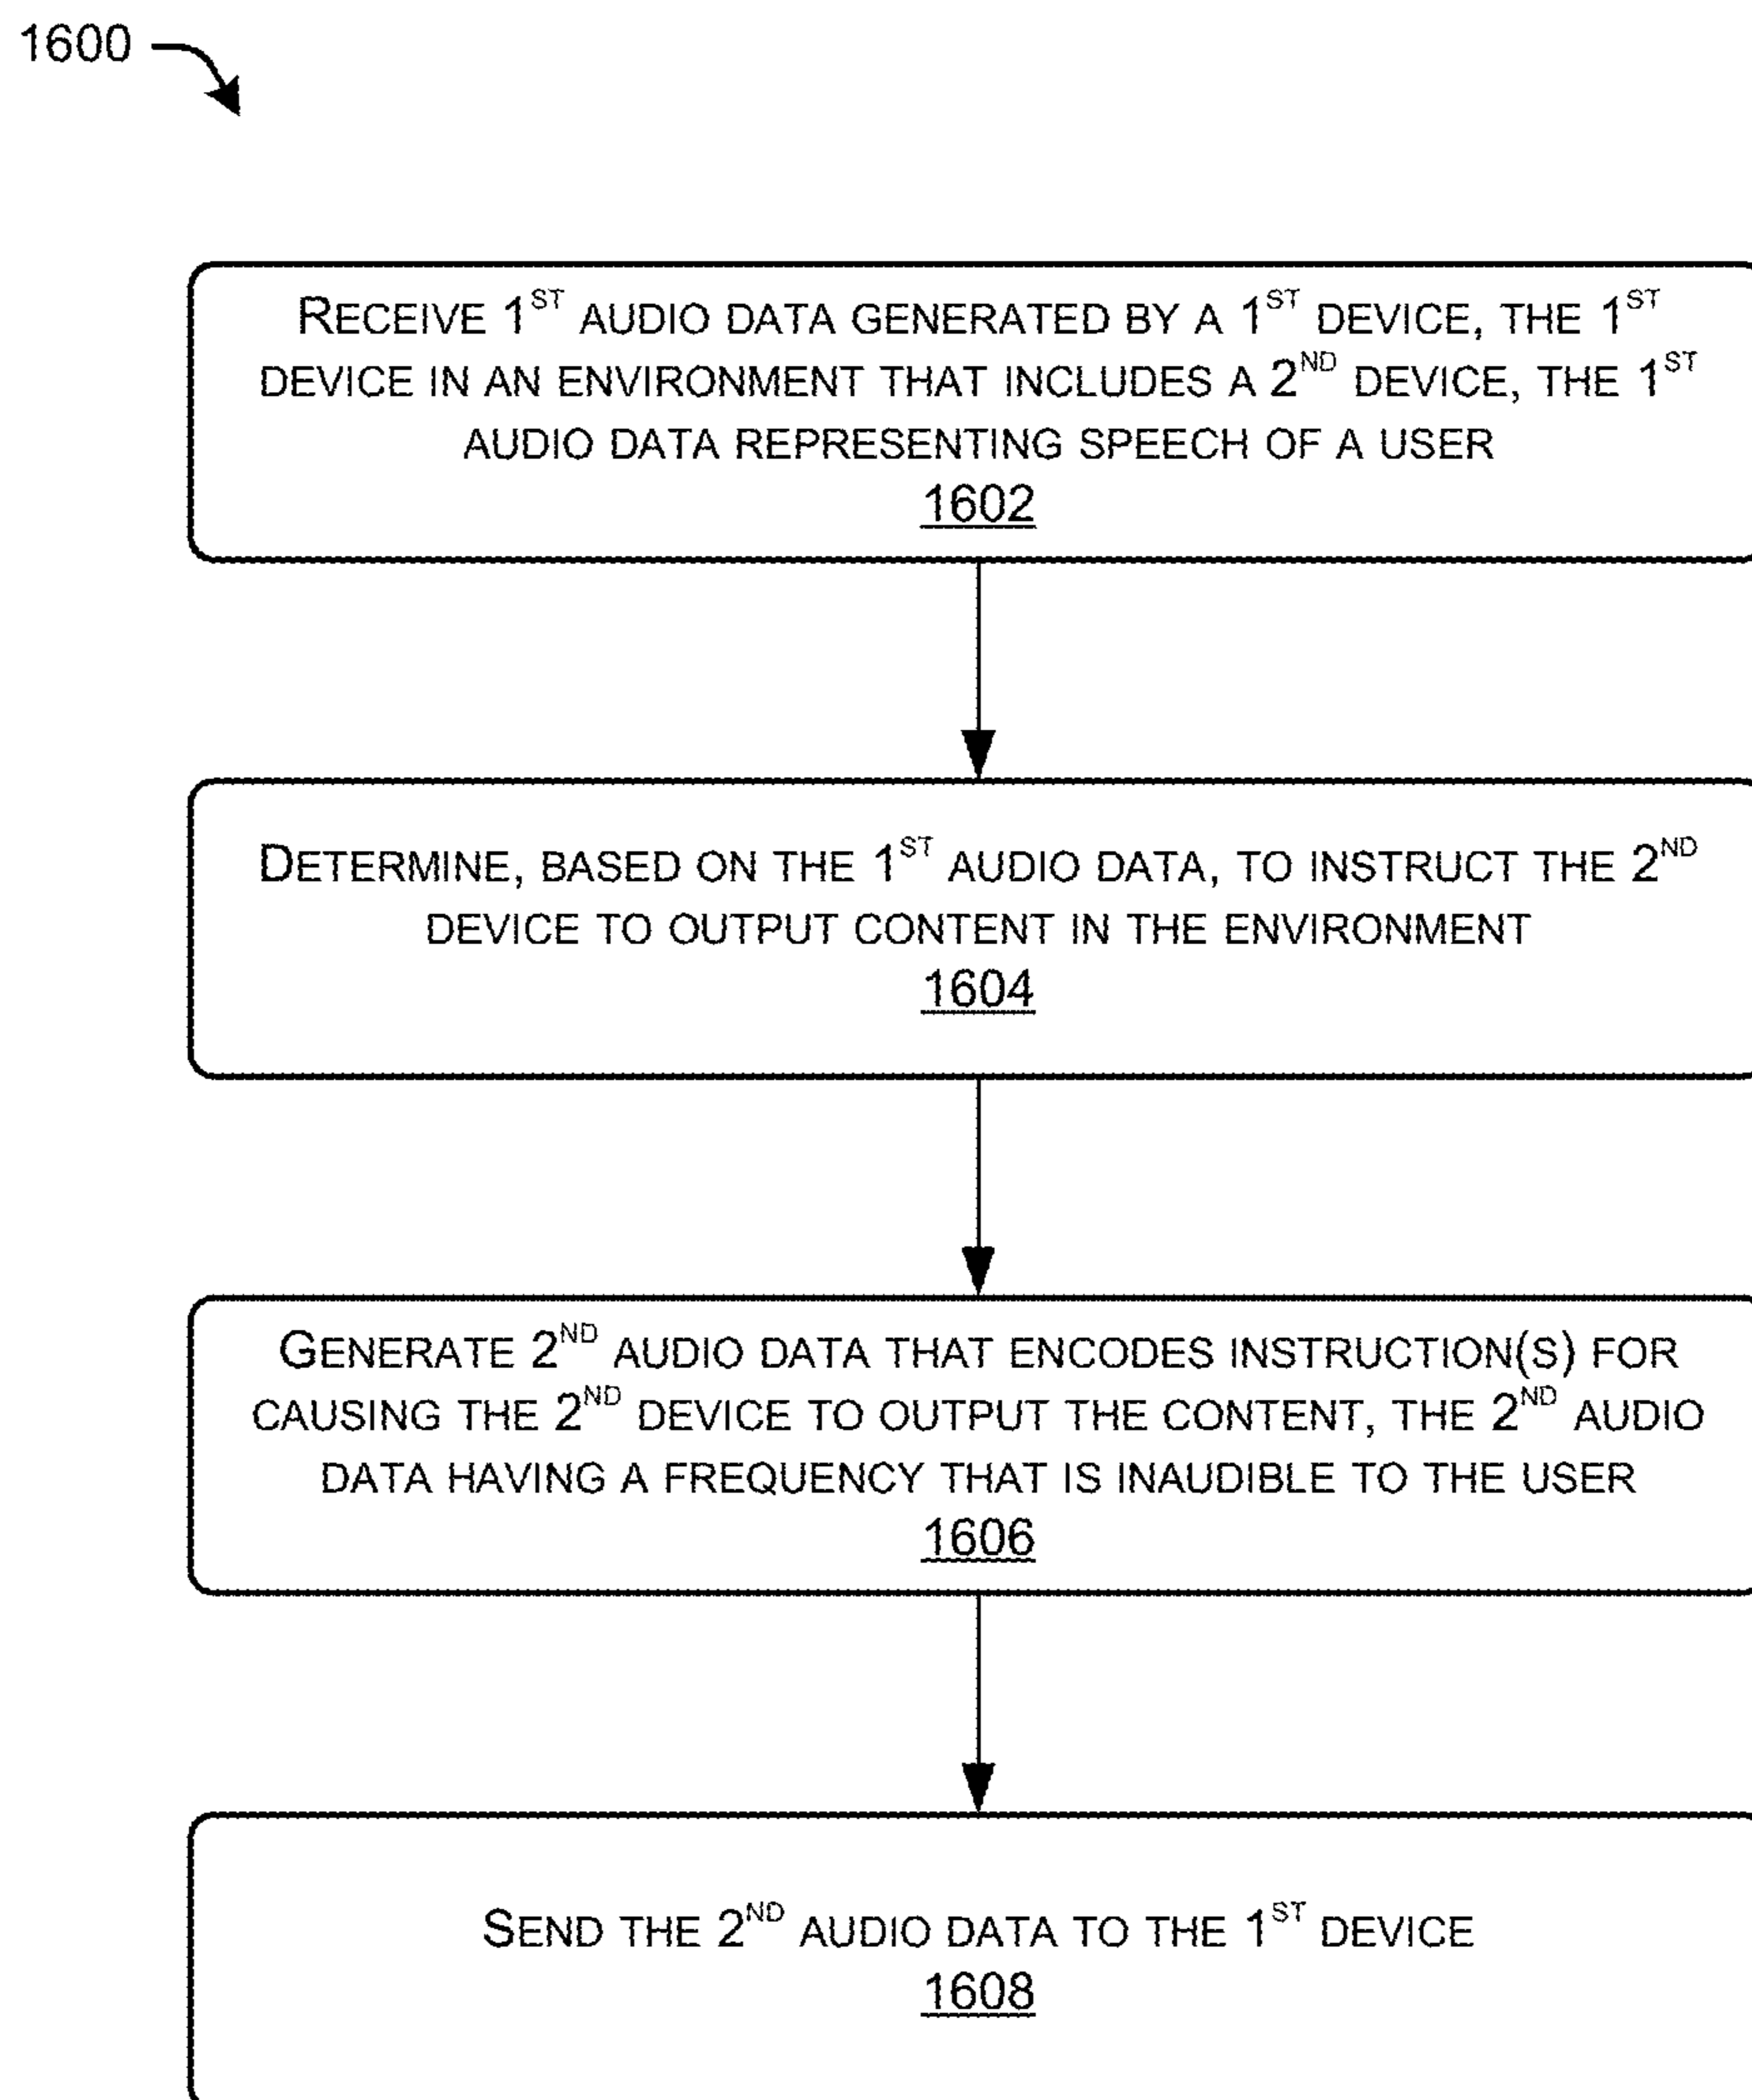 1600
RECEIVE 1ST AUDIO DATA GENERATED BY A 1ST DEVICE, THE 1ST
DEVICE IN AN ENVIRONMENT THAT INCLUDES A 2ND DEVICE, THE 1ST
AUDIO DATA REPRESENTING SPEECH OF A USER
1602
DETERMINE, BASED ON THE 1ST AUDIO DATA, TO INSTRUCT THE 2ND
DEVICE TO OUTPUT CONTENT IN THE ENVIRONMENT
1604
GENERATE 2ND AUDIO DATA THAT ENCODES INSTRUCTION(S) FOR
CAUSING THE 2ND DEVICE TO OUTPUT THE CONTENT, THE 2ND AUDIO
DATA HAVING A FREQUENCY THAT IS INAUDIBLE TO THE USER
1606
SEND THE 2ND AUDIO DATA TO THE 1ST DEVICE
1608